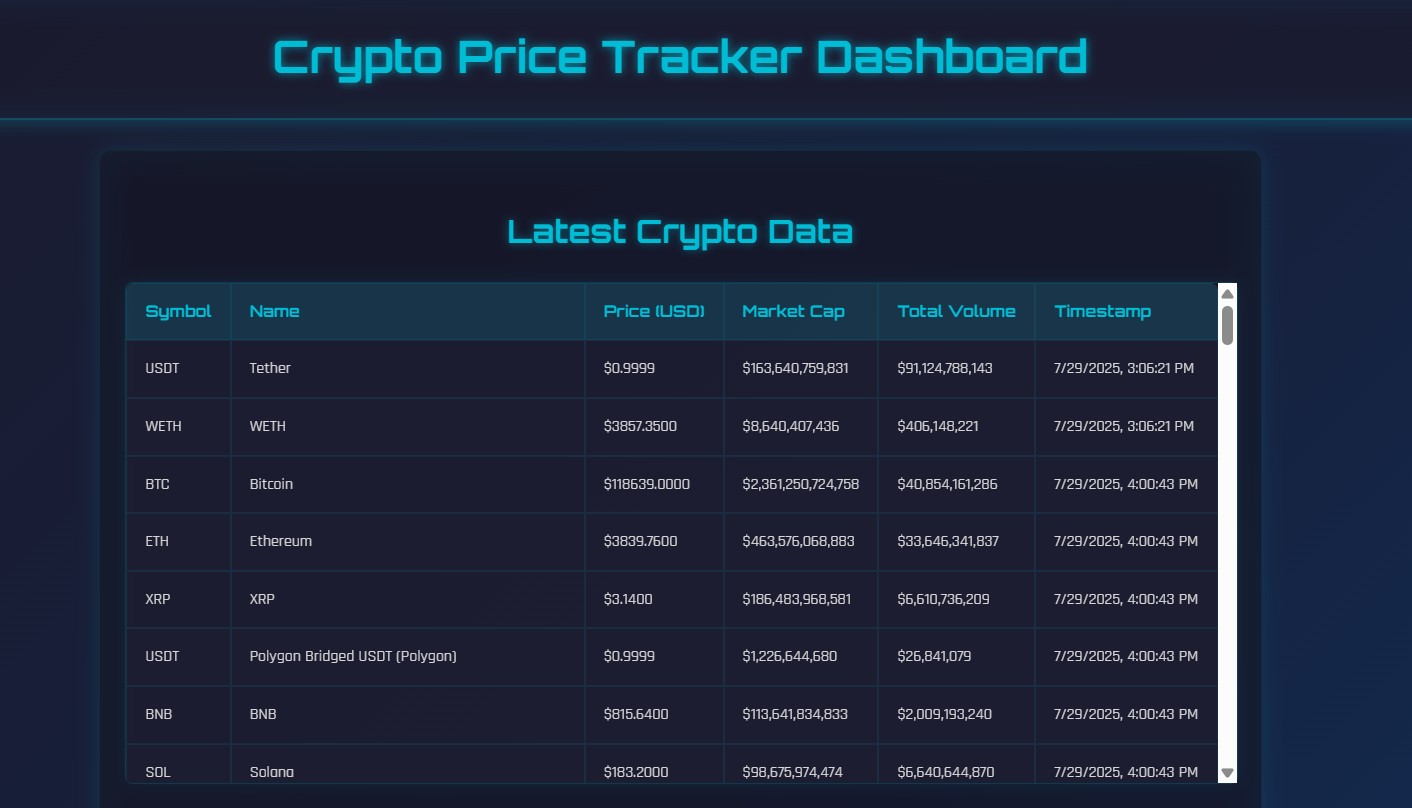 Crypto Price Tracker Dashboard
Latest Crypto Data
Symbol Name Price (USD) Market Cap Total Volume Timestamp
USDT Tether $0.9999 $163,640,759,831 $91,124,788,143 7/29/2025, 3:06:21 PM
WETH WETH $3857.3500 $8,640,407,436 $406,148,221 7/29/2025, 3:06:21 PM
BTC Bitcoin $118639.0000 $2,361,250,724,758 $40,854,161,286 7/29/2025, 4:00:43 PM
ETH Ethereum $3839.7600 $463,576,068,883 $33,646,341,837 7/29/2025, 4:00:43 PM
XRP XRP $3.1400 $186,483,968,581 $6,610,736,209 7/29/2025, 4:00:43 PM
USDT Polygon Bridged USDT (Polygon) $0.9999 $1,226,644,680 $26,841,079 7/29/2025, 4:00:43 PM
BNB BNB $815.6400 $113,641,834,833 $2,009,193,240 7/29/2025, 4:00:43 PM
SOL Solana $183.2000 $98,675,974,474 $6,640,644,870 7/29/2025, 4:00:43 PM